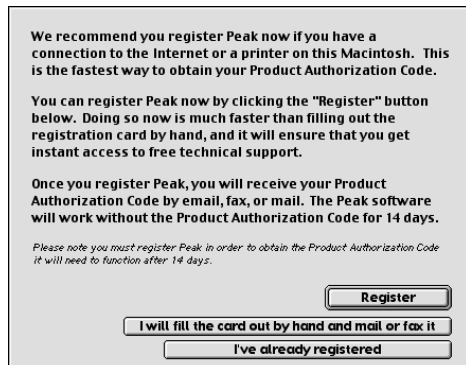 We recommend you register Peak now if you have a
connection to the Internet or a printer on this Macintosh.  This
is the fastest way to obtain your Product Authorization Code.
You can register Peak now by clicking the "Register" button
below.  Doing so now is much faster than filling out the
registration card by hand, and it will ensure that you get
instant access to free technical support.
Once you register Peak, you will receive your Product
Authorization Code by email, fax, or mail.  The Peak software
will work without the Product Authorization Code for 14 days.
Please note you must register Peak in order to obtain the Product Authorization Code
it will need to function after 14 days.
Register
I will fill the card out by hand and mail or fax it
I've already registered